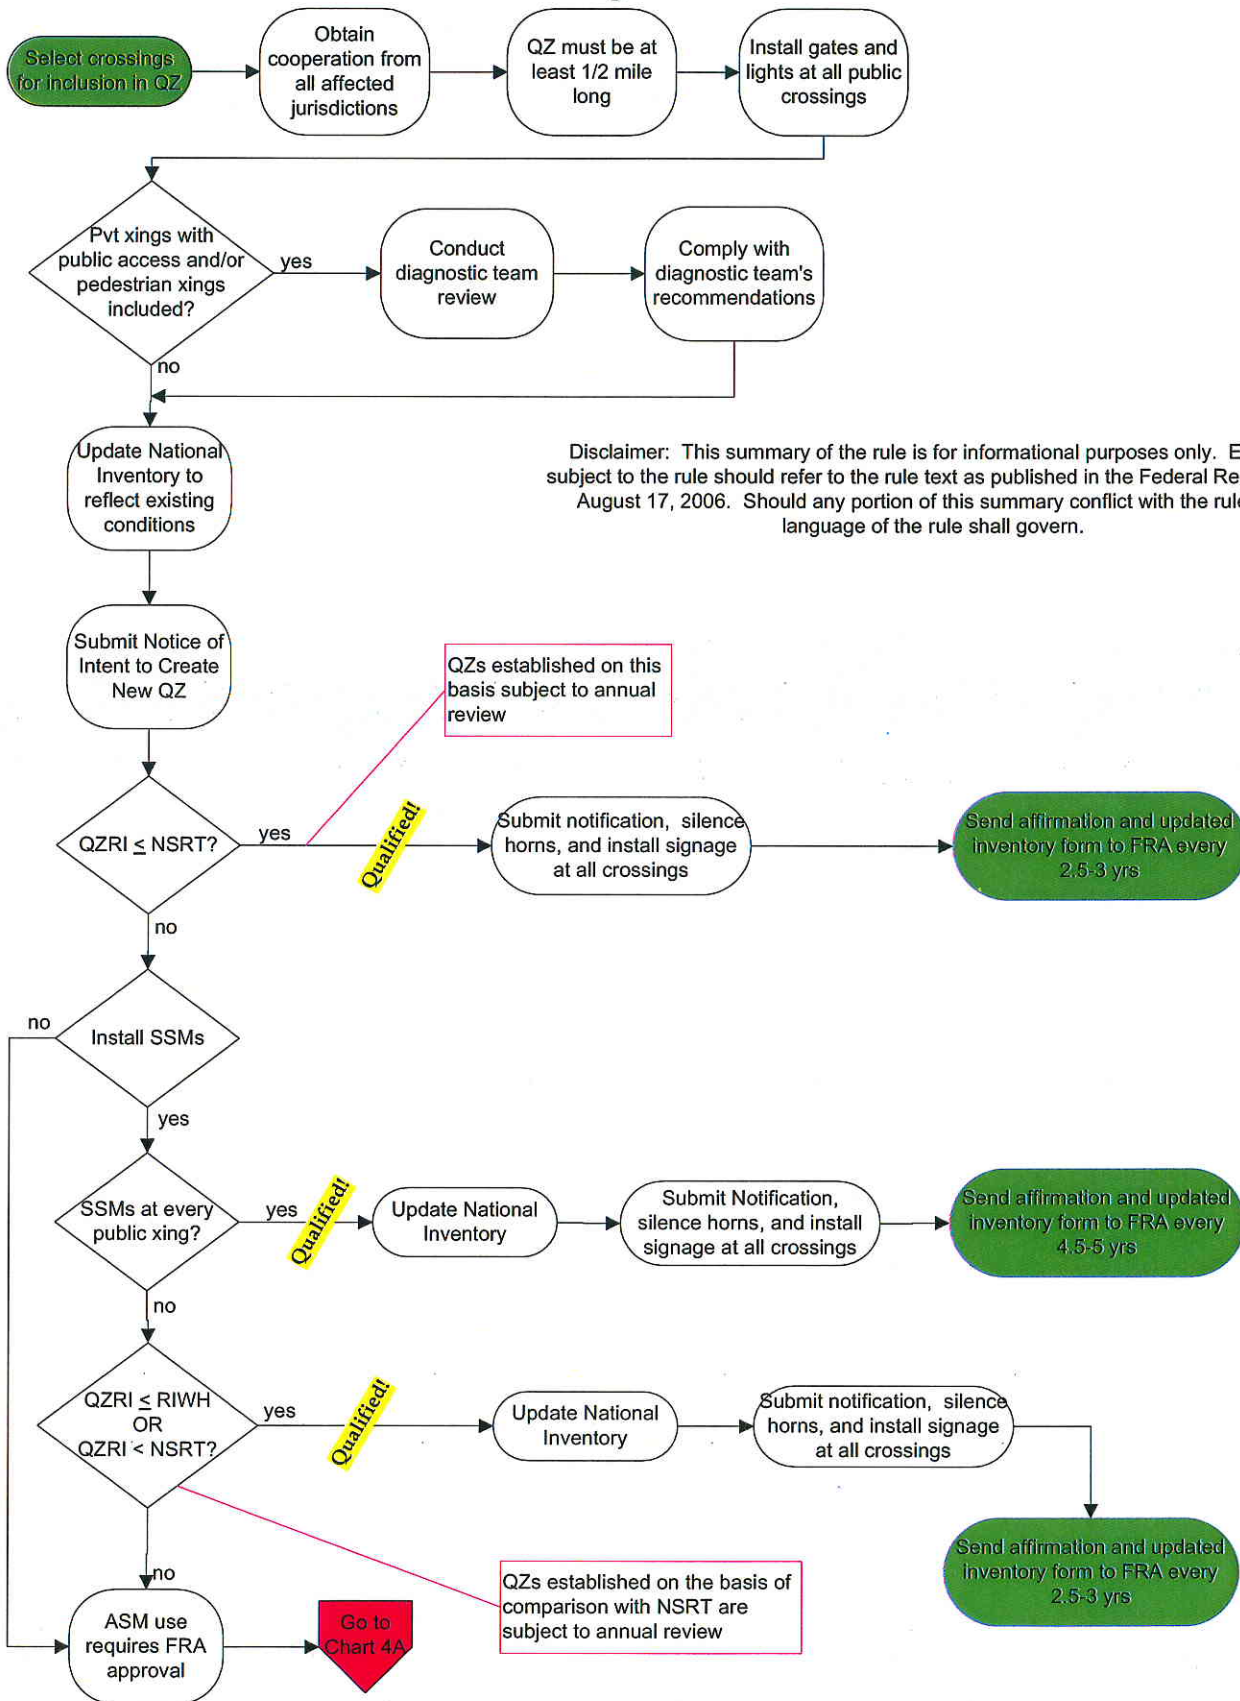 Select crossings
for inclusion in QZ
Obtain
cooperation from
all affected
jurisdictions
QZ must be at
least 1/2 mile
long
Install gates and
lights at all public
crossings
Pvt xings with
public access and/or
pedestrian xings
included?
yes
Conduct
diagnostic team
review
Comply with
diagnostic team's
recommendations
no
Update National
Inventory to
reflect existing
conditions
Disclaimer: This summary of the rule is for informational purposes only. E
subject to the rule should refer to the rule text as published in the Federal Re
August 17, 2006. Should any portion of this summary conflict with the rule
language of the rule shall govern.
Submit Notice of
Intent to Create
New QZ
QZs established on this
basis subject to annual
review
QZRI ≤ NSRT?
yes
Qualified!
Submit notification, silence
horns, and install signage
at all crossings
Send affirmation and updated
inventory form to FRA every
2.5-3 yrs
no
Install SSMs
no
yes
SSMs at every
public xing?
yes
Qualified!
Update National
Inventory
Submit Notification,
silence horns, and install
signage at all crossings
Send affirmation and updated
inventory form to FRA every
4.5-5 yrs
no
QZRI ≤ RIWH
OR
QZRI < NSRT?
yes
Qualified!
Update National
Inventory
Submit notification, silence
horns, and install signage
at all crossings
Send affirmation and updated
inventory form to FRA every
2.5-3 yrs
no
QZs established on the basis of
comparison with NSRT are
subject to annual review
ASM use
requires FRA
approval
Go to
Chart 4A